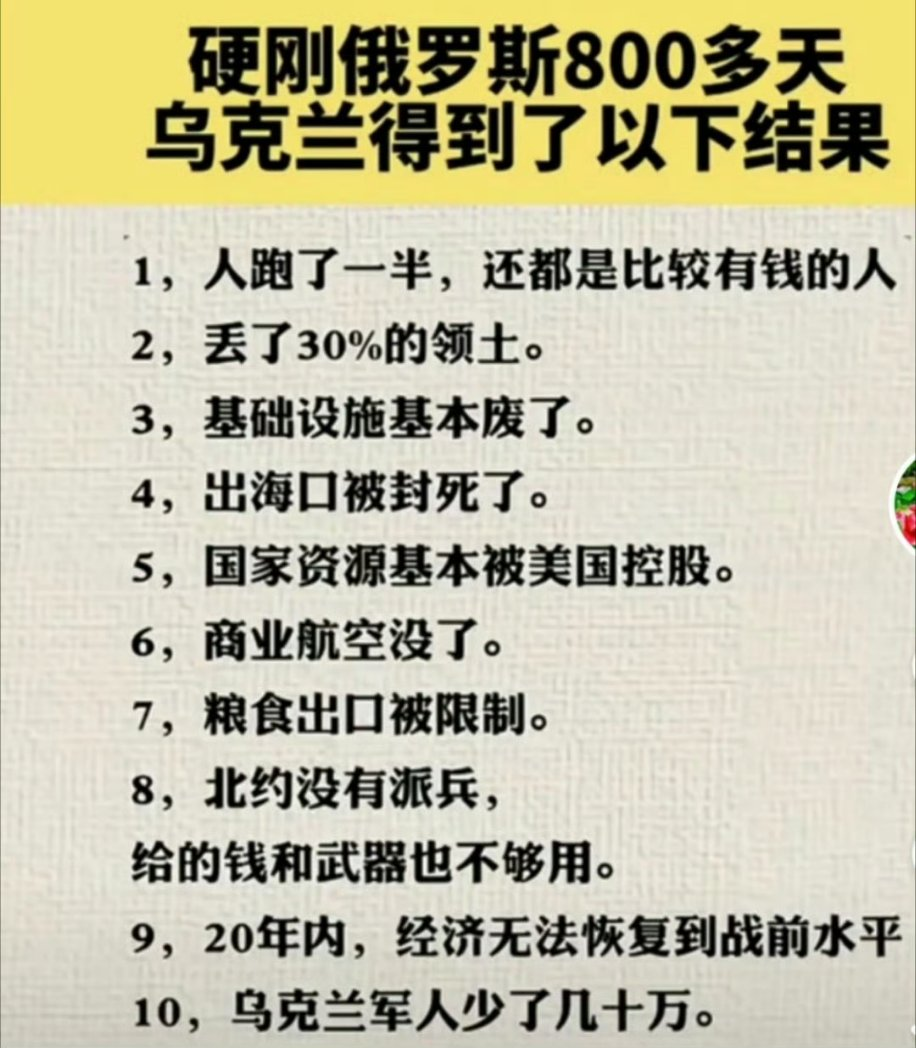 硬刚俄罗斯800多天
乌克兰得到了以下结果
1，人跑了一半，还都是比较有钱的人
2，丢了30%的领土。
3，基础设施基本废了。
4，出海口被封死了。
5，国家资源基本被美国控股。
6，商业航空没了。
7，粮食出口被限制。
8，北约没有派兵，
给的钱和武器也不够用。
9，20年内，经济无法恢复到战前水平
10，乌克兰军人少了几十万。